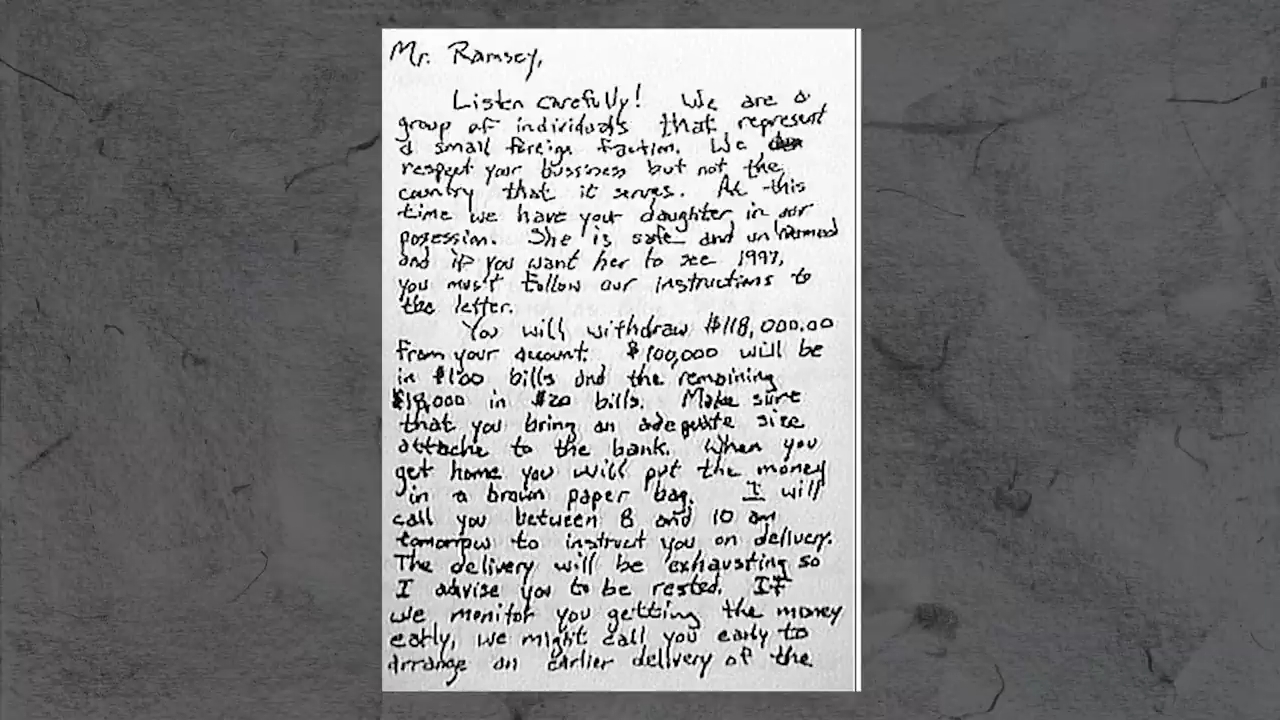 Mr. Ramsey,
Listen carefully! We are a
group of individuals that represent
a small foreign faction. We
respect your bussiness but not the
country that it serves. At this
time we have your daughter in our
posession. She is safe and unharmed
and if you want her to see 1997,
you must follow our instructions to
the letter.
You will withdraw $118,000.00
from your account. $100,000 will be
in $100 bills and the remaining
$18,000 in $20 bills. Make sure
that you bring an adequate size
attache to the bank. When you
get home you will put the money
in a brown paper bag. I will
call you between 8 and 10 am
tomorrow to instruct you on delivery.
The delivery will be exhausting so
I advise you to be rested. If
we monitor you getting the money
early, we might call you early to
arrange an earlier delivery of the